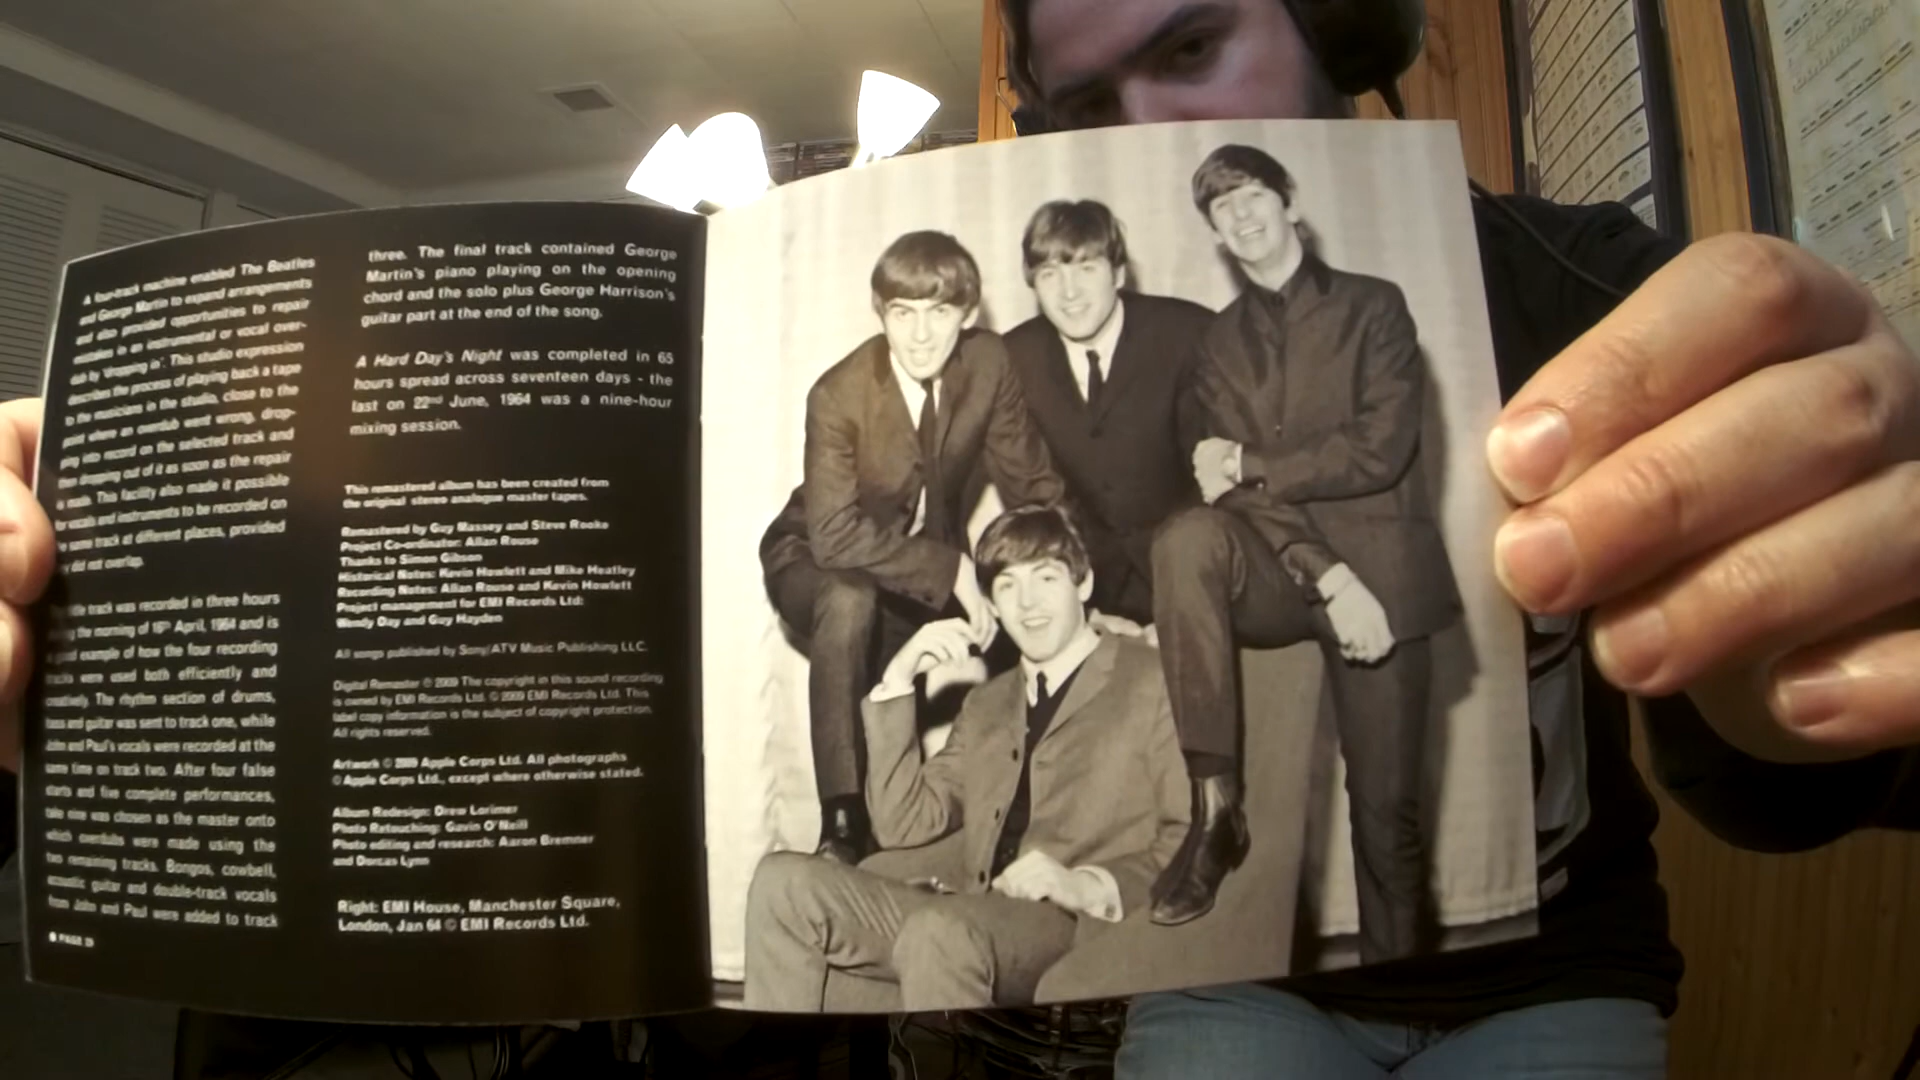 A four-track machine enabled The Beatles
and George Martin to expand arrangements
and also provided opportunities to repair
mistakes in an instrumental or vocal over-
dub by 'dropping in'. This studio expression
describes the process of playing back a tape
to the musicians in the studio, close to the
point where an overdub went wrong, drop-
ping into record on the selected track and
then dropping out of it as soon as the repair
is made. This facility also made it possible
for vocals and instruments to be recorded on
same track at different places, provided
did not overlap.
title track was recorded in three hours
the morning of 16th April, 1964 and is
good example of how the four recording
tracks were used both efficiently and
creatively. The rhythm section of drums,
bass and guitar was sent to track one, while
John and Paul's vocals were recorded at the
same time on track two. After four false
starts and five complete performances,
take nine was chosen as the master onto
which overdubs were made using the
two remaining tracks. Bongos, cowbell,
acoustic guitar and double-track vocals
from John and Paul were added to track
PAGE
three. The final track contained George
Martin's piano playing on the opening
chord and the solo plus George Harrison's
guitar part at the end of the song.
A Hard Day's Night was completed in 65
hours spread across seventeen days - the
last on 22nd June, 1964 was a nine-hour
mixing session.
This remastered album has been created from
the original stereo analogue master tapes.
Remastered by Guy Massey and Steve Rooke
Project Co-ordinator: Allan Rouse
Thanks to Simon Gibson
Historical Notes: Kevin Howlett and Mike Heatley
Recording Notes: Allan Rouse and Kevin Howlett
Project management for EMI Records Ltd:
Wendy Day and Guy Hayden
All songs published by Sony/ATV Music Publishing LLC.
Digital Remaster ℗ 2009 The copyright in this sound recording
is owned by EMI Records Ltd. © 2009 EMI Records Ltd. This
label copy information is the subject of copyright protection.
All rights reserved.
Artwork © 2009 Apple Corps Ltd. All photographs
© Apple Corps Ltd., except where otherwise stated.
Album Redesign: Drew Lorimer
Photo Retouching: Gavin O'Neill
Photo editing and research: Aaron Bremner
and Dorcas Lynn
Right: EMI House, Manchester Square,
London, Jan 64 © EMI Records Ltd.